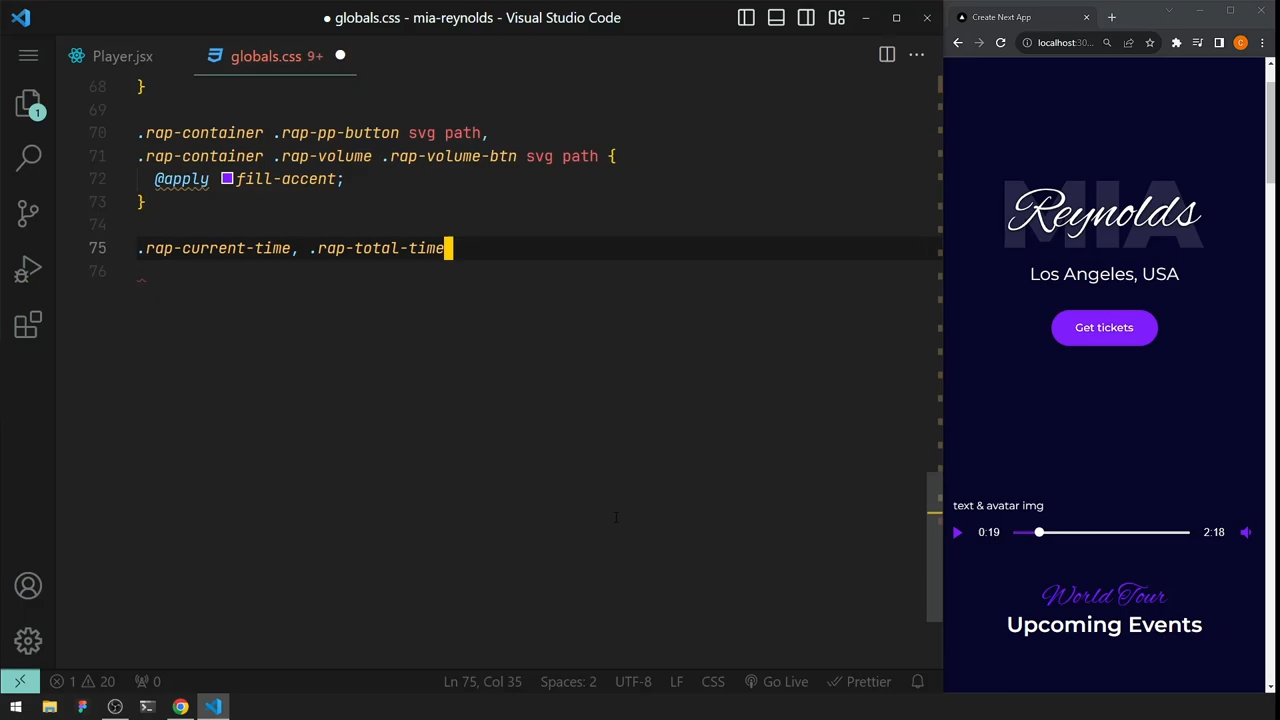 ● globals.css - mia-reynolds - Visual Studio Code
Player.jsx
globals.css 9+ ●
68 }
69
70 .rap-container .rap-pp-button svg path,
71 .rap-container .rap-volume .rap-volume-btn svg path {
72 @apply fill-accent;
73 }
74
75 .rap-current-time, .rap-total-time
76
1
⊗ 1 ⚠ 20 0
Ln 75, Col 35
Spaces: 2
UTF-8
LF
CSS
Go Live
Prettier
Create Next App
localhost:30...
C
MIA
Reynolds
Los Angeles, USA
Get tickets
text & avatar img
0:19
2:18
World Tour
Upcoming Events